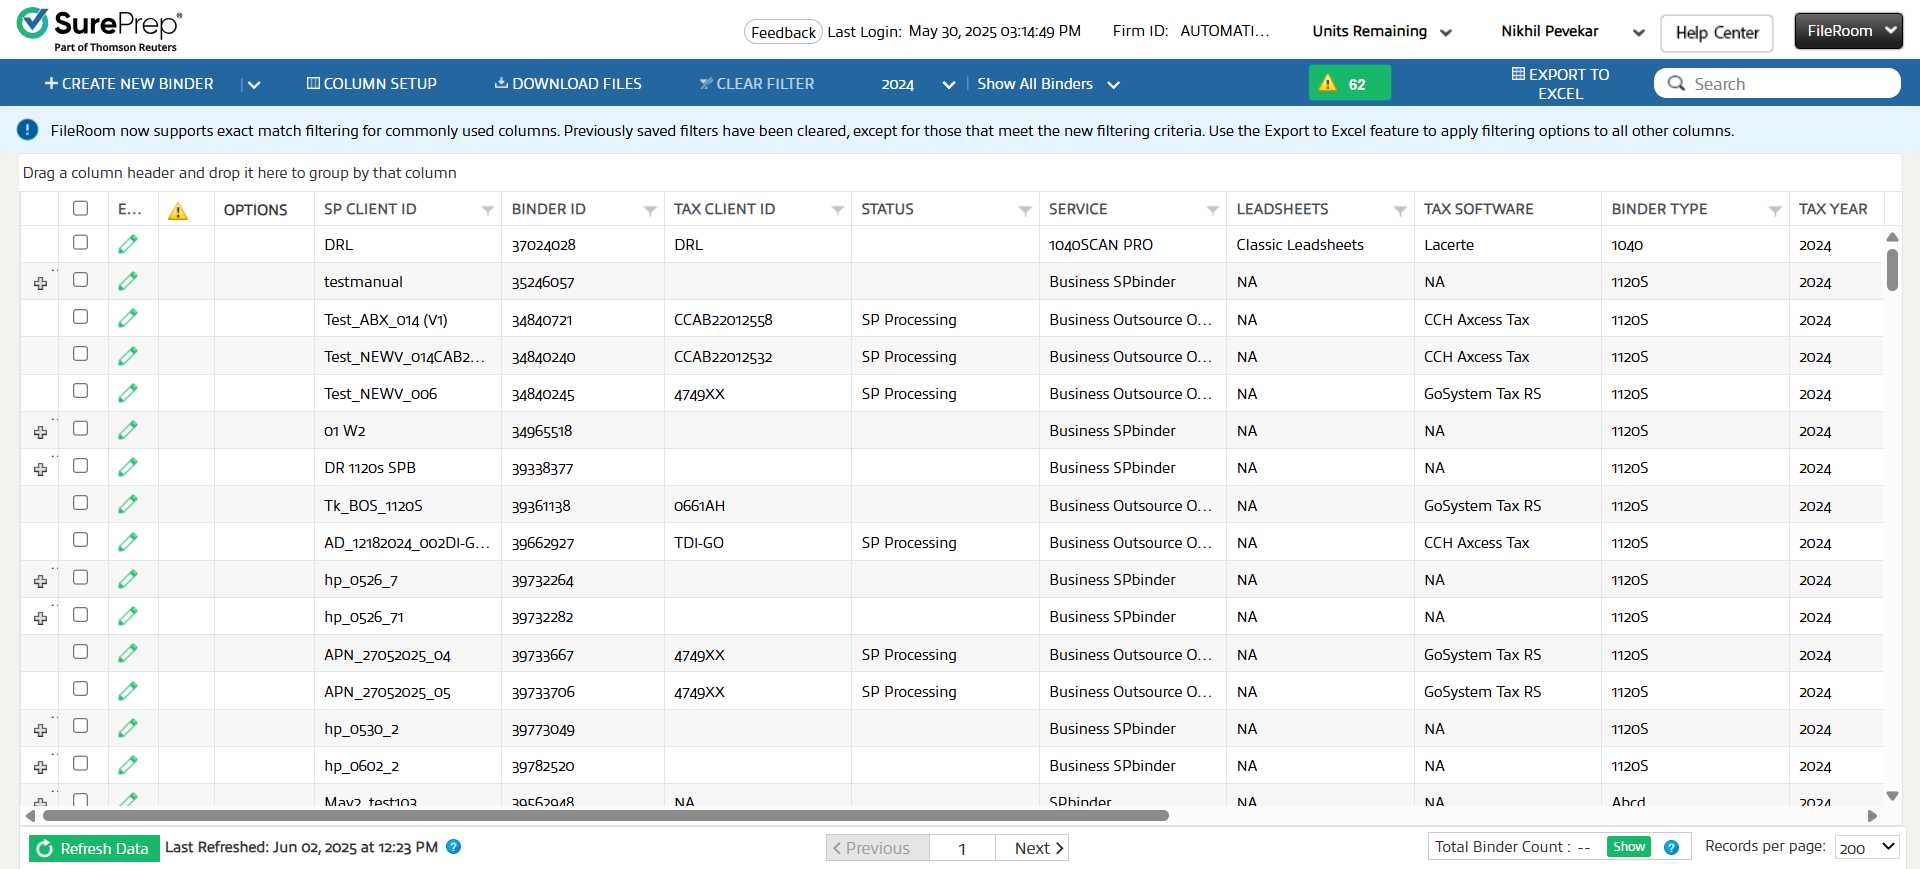 SurePrep®
Part of Thomson Reuters
Feedback Last Login: May 30, 2025 03:14:49 PM Firm ID: AUTOMATI... Units Remaining Nikhil Pevekar Help Center FileRoom
CREATE NEW BINDER COLUMN SETUP DOWNLOAD FILES CLEAR FILTER 2024 Show All Binders 62 EXPORT TO EXCEL Search
FileRoom now supports exact match filtering for commonly used columns. Previously saved filters have been cleared, except for those that meet the new filtering criteria. Use the Export to Excel feature to apply filtering options to all other columns.
Drag a column header and drop it here to group by that column
E... OPTIONS SP CLIENT ID BINDER ID TAX CLIENT ID STATUS SERVICE LEADSHEETS TAX SOFTWARE BINDER TYPE TAX YEAR
DRL 37024028 DRL 1040SCAN PRO Classic Leadsheets Lacerte 1040 2024
testmanual 35246057 Business SPbinder NA NA 1120S 2024
Test_ABX_014 (V1) 34840721 CCAB22012558 SP Processing Business Outsource O... NA CCH Axcess Tax 1120S 2024
Test_NEWV_014CAB2... 34840240 CCAB22012532 SP Processing Business Outsource O... NA CCH Axcess Tax 1120S 2024
Test_NEWV_006 34840245 4749XX SP Processing Business Outsource O... NA GoSystem Tax RS 1120S 2024
01 W2 34965518 Business SPbinder NA NA 1120S 2024
DR 1120s SPB 39338377 Business SPbinder NA NA 1120S 2024
Tk_BOS_1120S 39361138 0661AH Business Outsource O... NA GoSystem Tax RS 1120S 2024
AD_12182024_002DI-G... 39662927 TDI-GO SP Processing Business Outsource O... NA CCH Axcess Tax 1120S 2024
hp_0526_7 39732264 Business SPbinder NA NA 1120S 2024
hp_0526_71 39732282 Business SPbinder NA NA 1120S 2024
APN_27052025_04 39733667 4749XX SP Processing Business Outsource O... NA GoSystem Tax RS 1120S 2024
APN_27052025_05 39733706 4749XX SP Processing Business Outsource O... NA GoSystem Tax RS 1120S 2024
hp_0530_2 39773049 Business SPbinder NA NA 1120S 2024
hp_0602_2 39782520 Business SPbinder NA NA 1120S 2024
May2_test103 39562948 NA SPbinder NA NA Abcd 2024
Refresh Data Last Refreshed: Jun 02, 2025 at 12:23 PM ? Previous 1 Next Total Binder Count : -- Show ? Records per page: 200